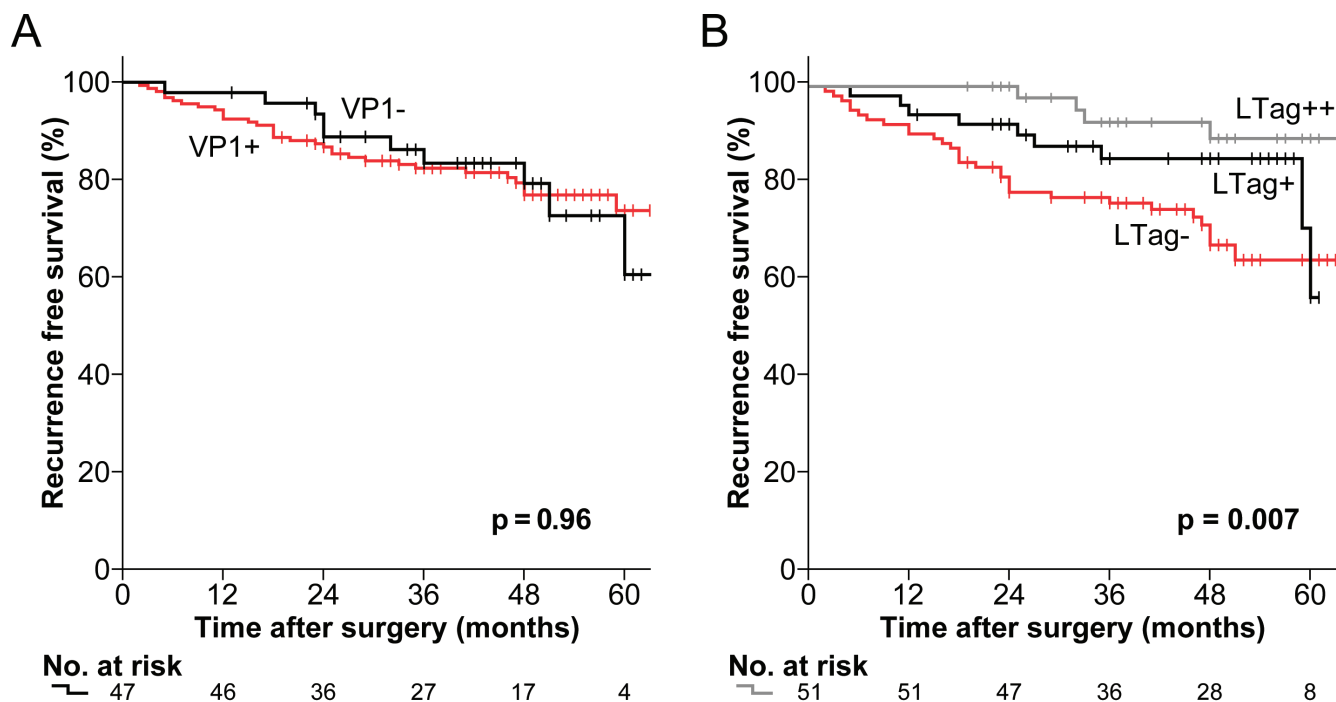 A
Recurrence free survival (%)
100
80
60
40
20
0
VP1-
VP1+
p = 0.96
0 12 24 36 48 60
Time after surgery (months)
No. at risk
47 46 36 27 17 4
B
Recurrence free survival (%)
100
80
60
40
20
0
LTag++
LTag+
LTag-
p = 0.007
0 12 24 36 48 60
Time after surgery (months)
No. at risk
51 51 47 36 28 8